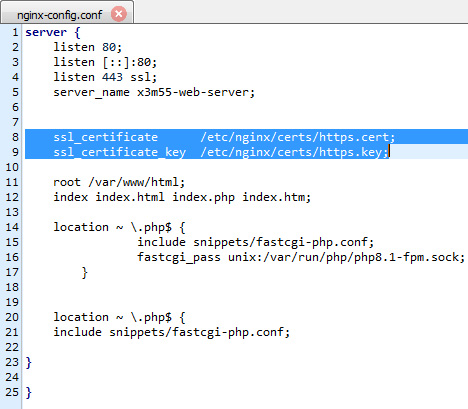 nginx-config.conf
1 server {
2 listen 80;
3 listen [::]:80;
4 listen 443 ssl;
5 server_name x3m55-web-server;
6
7
8 ssl_certificate /etc/nginx/certs/https.cert;
9 ssl_certificate_key /etc/nginx/certs/https.key;
10
11 root /var/www/html;
12 index index.html index.php index.htm;
13
14 location ~ \.php$ {
15 include snippets/fastcgi-php.conf;
16 fastcgi_pass unix:/var/run/php/php8.1-fpm.sock;
17 }
18
19
20 location ~ \.php$ {
21 include snippets/fastcgi-php.conf;
22
23 }
24
25 }